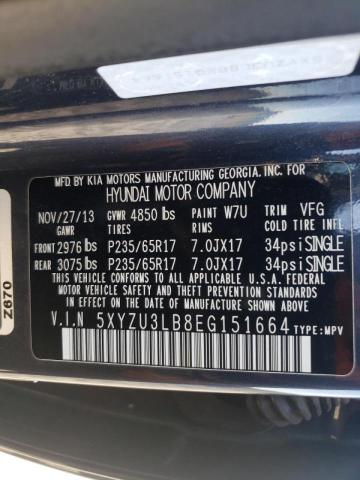 MFD. BY KIA MOTORS MANUFACTURING GEORGIA.INC. FOR
HYUNDAI MOTOR COMPANY
NOV/27/13 GVWR 4850 lbs PAINT W7U TRIM VFG
GAWR TIRES RIMS COLD TIRE INFL
FRONT 2976 lbs P235/65R17 7.0JX17 34psi SINGLE
REAR 3075 lbs P235/65R17 7.0JX17 34psi SINGLE
THIS VEHICLE CONFORMS TO ALL APPLICABLE U.S.A. FEDERAL
MOTOR VEHICLE SAFETY STANDARDS IN EFFECT ON
THE DATE OF MANUFACTURE SHOWN ABOVE.
V.I.N 5XYZU3LB8EG151664 TYPE:MPV
Z670